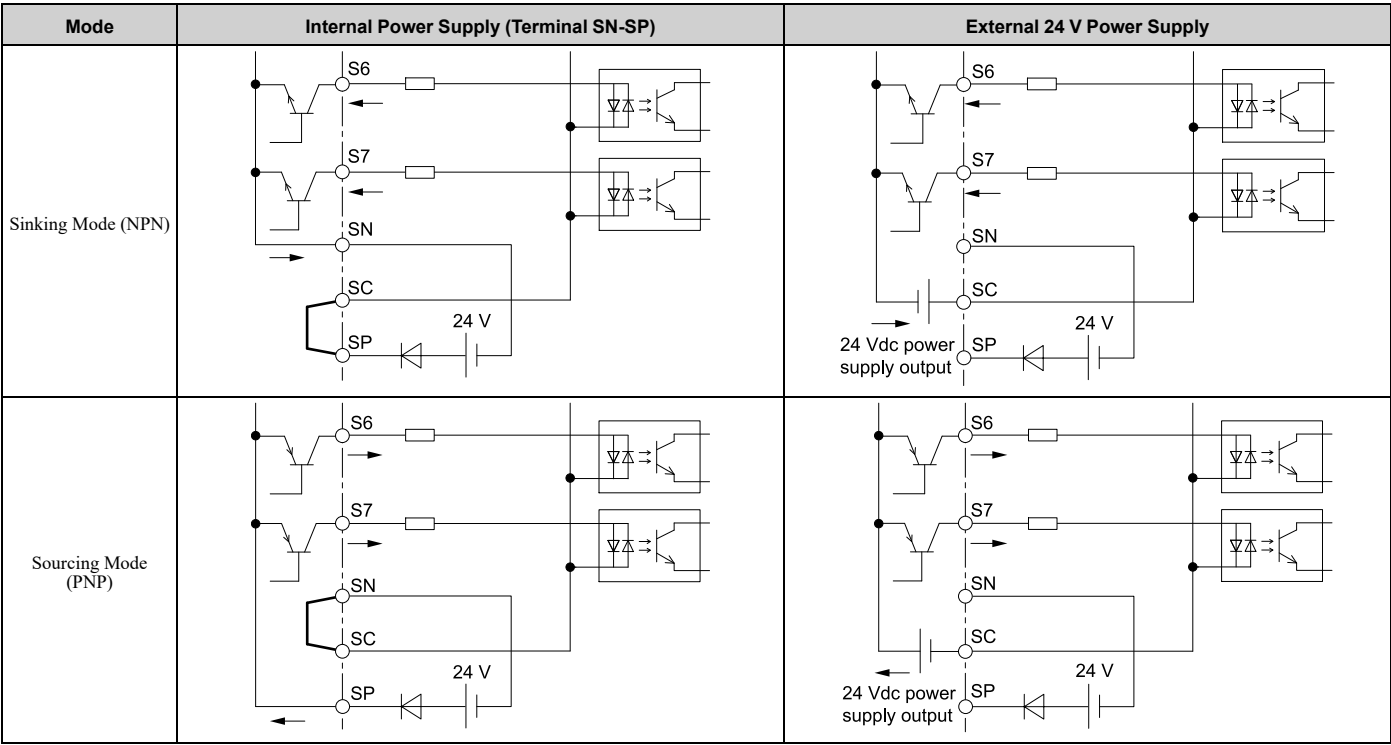 Mode
Internal Power Supply (Terminal SN-SP)
External 24 V Power Supply
Sinking Mode (NPN)
S6
S7
SN
SC
24 V
SP
S6
S7
SN
SC
24 V
24 Vdc power
supply output
SP
Sourcing Mode
(PNP)
S6
S7
SN
SC
24 V
SP
S6
S7
SN
SC
24 V
24 Vdc power
supply output
SP